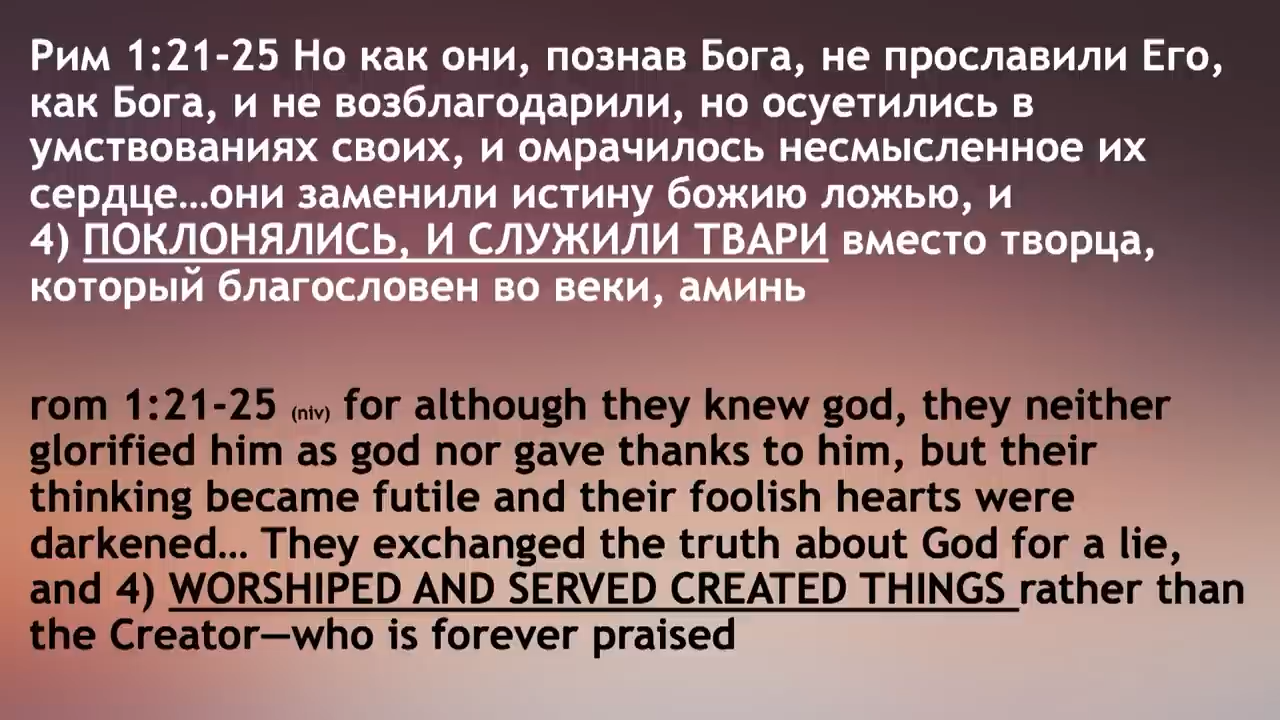 Рим 1:21-25 Но как они, познав Бога, не прославили Его,
как Бога, и не возблагодарили, но осуетились в
умствованиях своих, и омрачилось несмысленное их
сердце...они заменили истину божию ложью, и
4) ПОКЛОНЯЛИСЬ, И СЛУЖИЛИ ТВАРИ вместо творца,
который благословен во веки, аминь
rom 1:21-25 (niv) for although they knew god, they neither
glorified him as god nor gave thanks to him, but their
thinking became futile and their foolish hearts were
darkened... They exchanged the truth about God for a lie,
and 4) WORSHIPED AND SERVED CREATED THINGS rather than
the Creator—who is forever praised